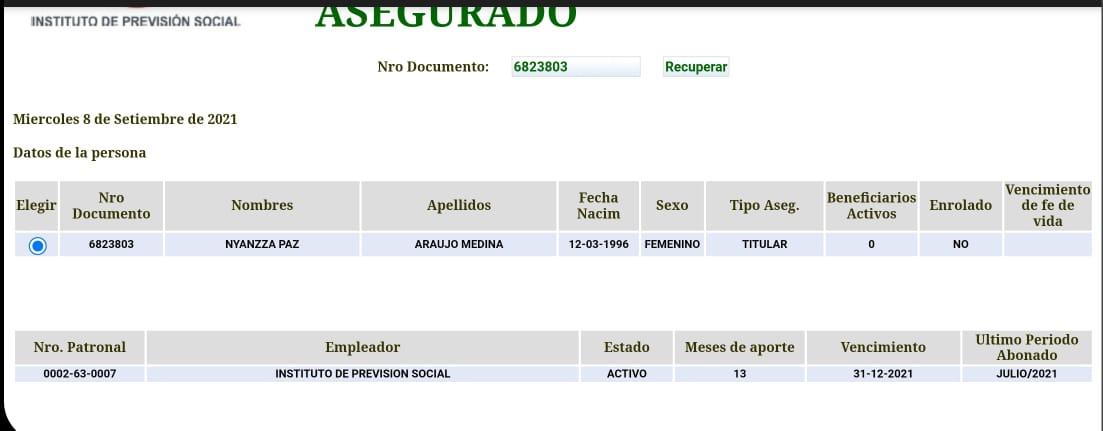 INSTITUTO DE PREVISIÓN SOCIAL
ASEGURADO
Nro Documento: 6823803 Recuperar
Miercoles 8 de Setiembre de 2021
Datos de la persona
Elegir Nro Documento Nombres Apellidos Fecha Nacim Sexo Tipo Aseg. Beneficiarios Activos Enrolado Vencimiento de fe de vida
6823803 NYANZZA PAZ ARAUJO MEDINA 12-03-1996 FEMENINO TITULAR 0 NO
Nro. Patronal Empleador Estado Meses de aporte Vencimiento Ultimo Periodo Abonado
0002-63-0007 INSTITUTO DE PREVISION SOCIAL ACTIVO 13 31-12-2021 JULIO/2021